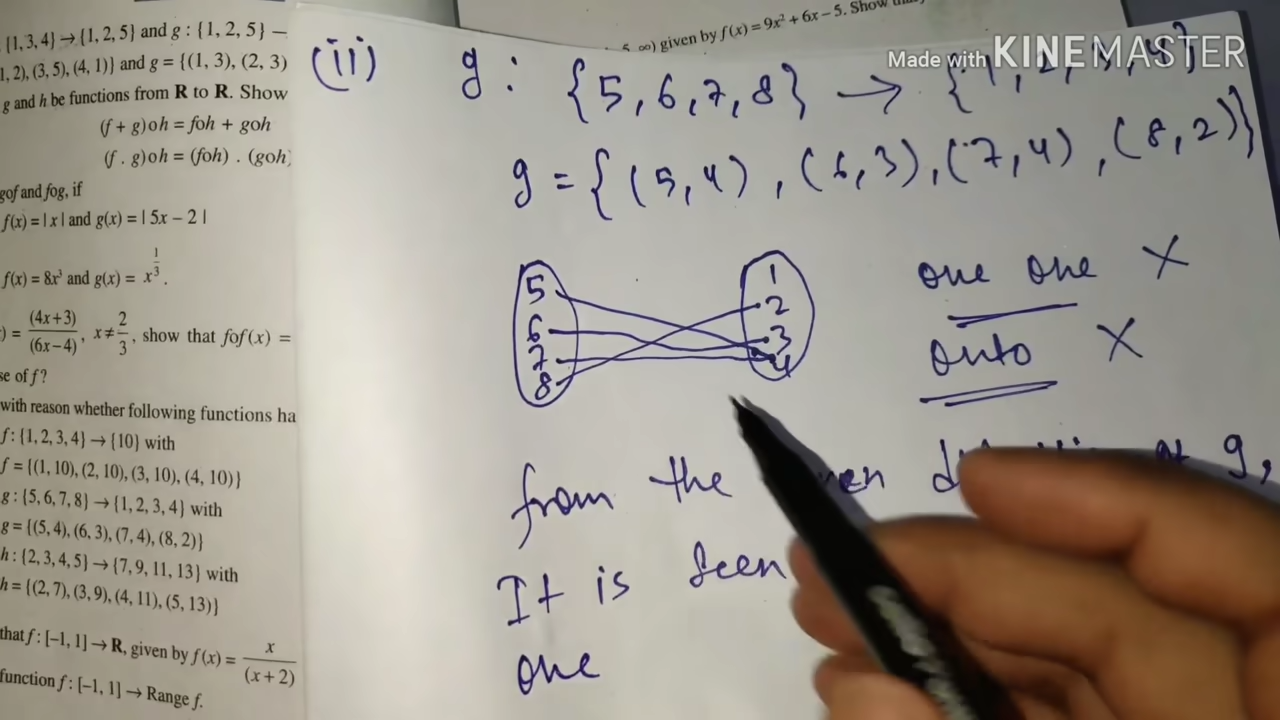 {1, 3, 4} → {1, 2, 5} and g : {1, 2, 5} –
1, 2), (3, 5), (4, 1)} and g = {(1, 3), (2, 3)
g and h be functions from R to R. Show
(f + g)oh = foh + goh
(f . g)oh = (foh) . (goh)
gof and fog, if
f(x) = | x | and g(x) = | 5x – 2 |
f(x) = 8x³ and g(x) = x^(1/3).
) = (4x+3)/(6x–4), x ≠ 2/3, show that fof(x) =
se of f?
with reason whether following functions ha
f : {1, 2, 3, 4} → {10} with
f = {(1, 10), (2, 10), (3, 10), (4, 10)}
g : {5, 6, 7, 8} → {1, 2, 3, 4} with
g = {(5, 4), (6, 3), (7, 4), (8, 2)}
h : {2, 3, 4, 5} → {7, 9, 11, 13} with
h = {(2, 7), (3, 9), (4, 11), (5, 13)}
that f : [–1, 1] → R, given by f(x) = x/(x + 2)
function f : [–1, 1] → Range f.
∞) given by f(x) = 9x² + 6x – 5. Show
Made with KINEMASTER
(ii) g : {5, 6, 7, 8} → {1, 2, 3, 4}
g = {(5, 4), (6, 3), (7, 4), (8, 2)}
5 1
6 2
7 3
8 4
one one X
onto X
from the of g,
It is seen
one